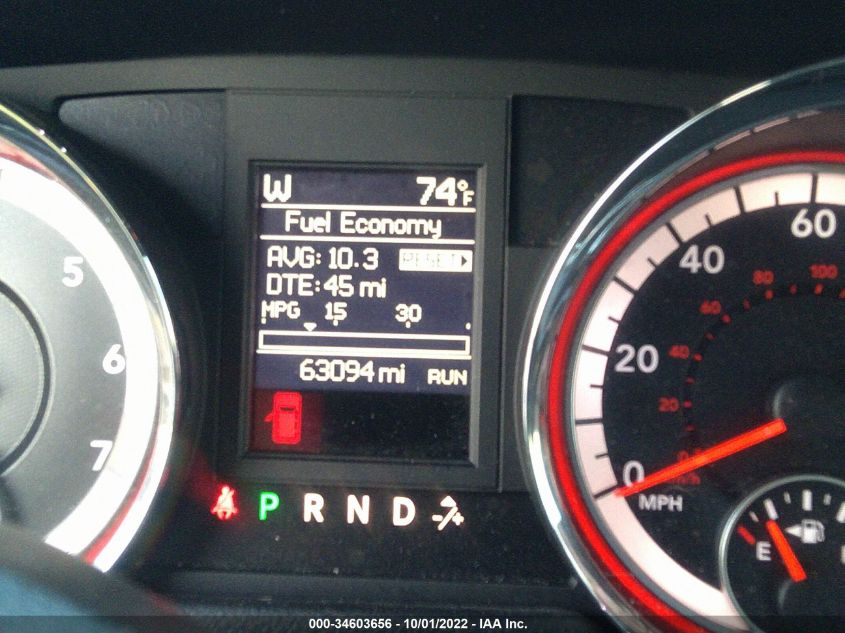 W 74°F
Fuel Economy
AVG: 10.3 RESET
DTE: 45 mi
MPG 15 30
63094 mi RUN
P R N D -/+
5
6
7
0 20 40 60
MPH
20 40 60 80 100
E
000-34603656 - 10/01/2022 - IAA Inc.